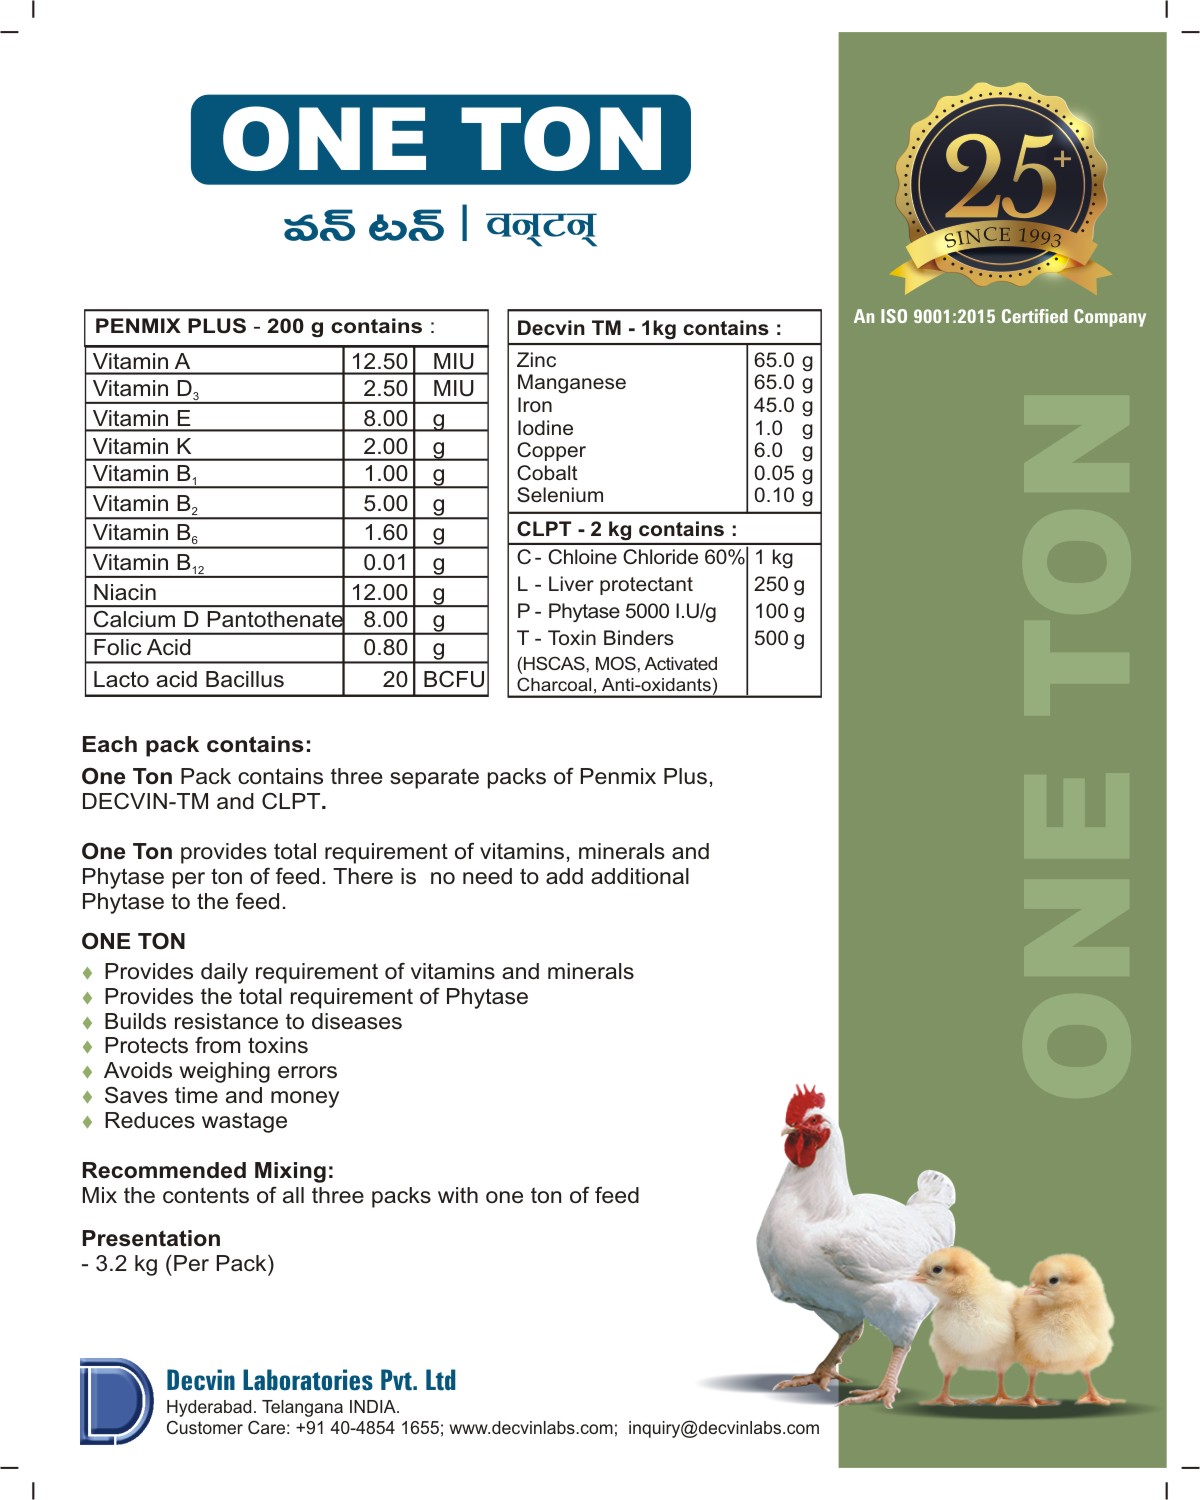 ONE TON
వన్ టన్ | वन्टन्
25+
SINCE 1993
An ISO 9001:2015 Certified Company
PENMIX PLUS - 200 g contains :
Vitamin A 12.50 MIU
Vitamin D3 2.50 MIU
Vitamin E 8.00 g
Vitamin K 2.00 g
Vitamin B1 1.00 g
Vitamin B2 5.00 g
Vitamin B6 1.60 g
Vitamin B12 0.01 g
Niacin 12.00 g
Calcium D Pantothenate 8.00 g
Folic Acid 0.80 g
Lacto acid Bacillus 20 BCFU
Decvin TM - 1kg contains :
Zinc 65.0 g
Manganese 65.0 g
Iron 45.0 g
Iodine 1.0 g
Copper 6.0 g
Cobalt 0.05 g
Selenium 0.10 g
CLPT - 2 kg contains :
C - Chloine Chloride 60% 1 kg
L - Liver protectant 250 g
P - Phytase 5000 I.U/g 100 g
T - Toxin Binders 500 g
(HSCAS, MOS, Activated
Charcoal, Anti-oxidants)
ONE TON
Each pack contains:
One Ton Pack contains three separate packs of Penmix Plus,
DECVIN-TM and CLPT.
One Ton provides total requirement of vitamins, minerals and
Phytase per ton of feed. There is no need to add additional
Phytase to the feed.
ONE TON
♦ Provides daily requirement of vitamins and minerals
♦ Provides the total requirement of Phytase
♦ Builds resistance to diseases
♦ Protects from toxins
♦ Avoids weighing errors
♦ Saves time and money
♦ Reduces wastage
Recommended Mixing:
Mix the contents of all three packs with one ton of feed
Presentation
- 3.2 kg (Per Pack)
D
Decvin Laboratories Pvt. Ltd
Hyderabad. Telangana INDIA.
Customer Care: +91 40-4854 1655; www.decvinlabs.com; inquiry@decvinlabs.com